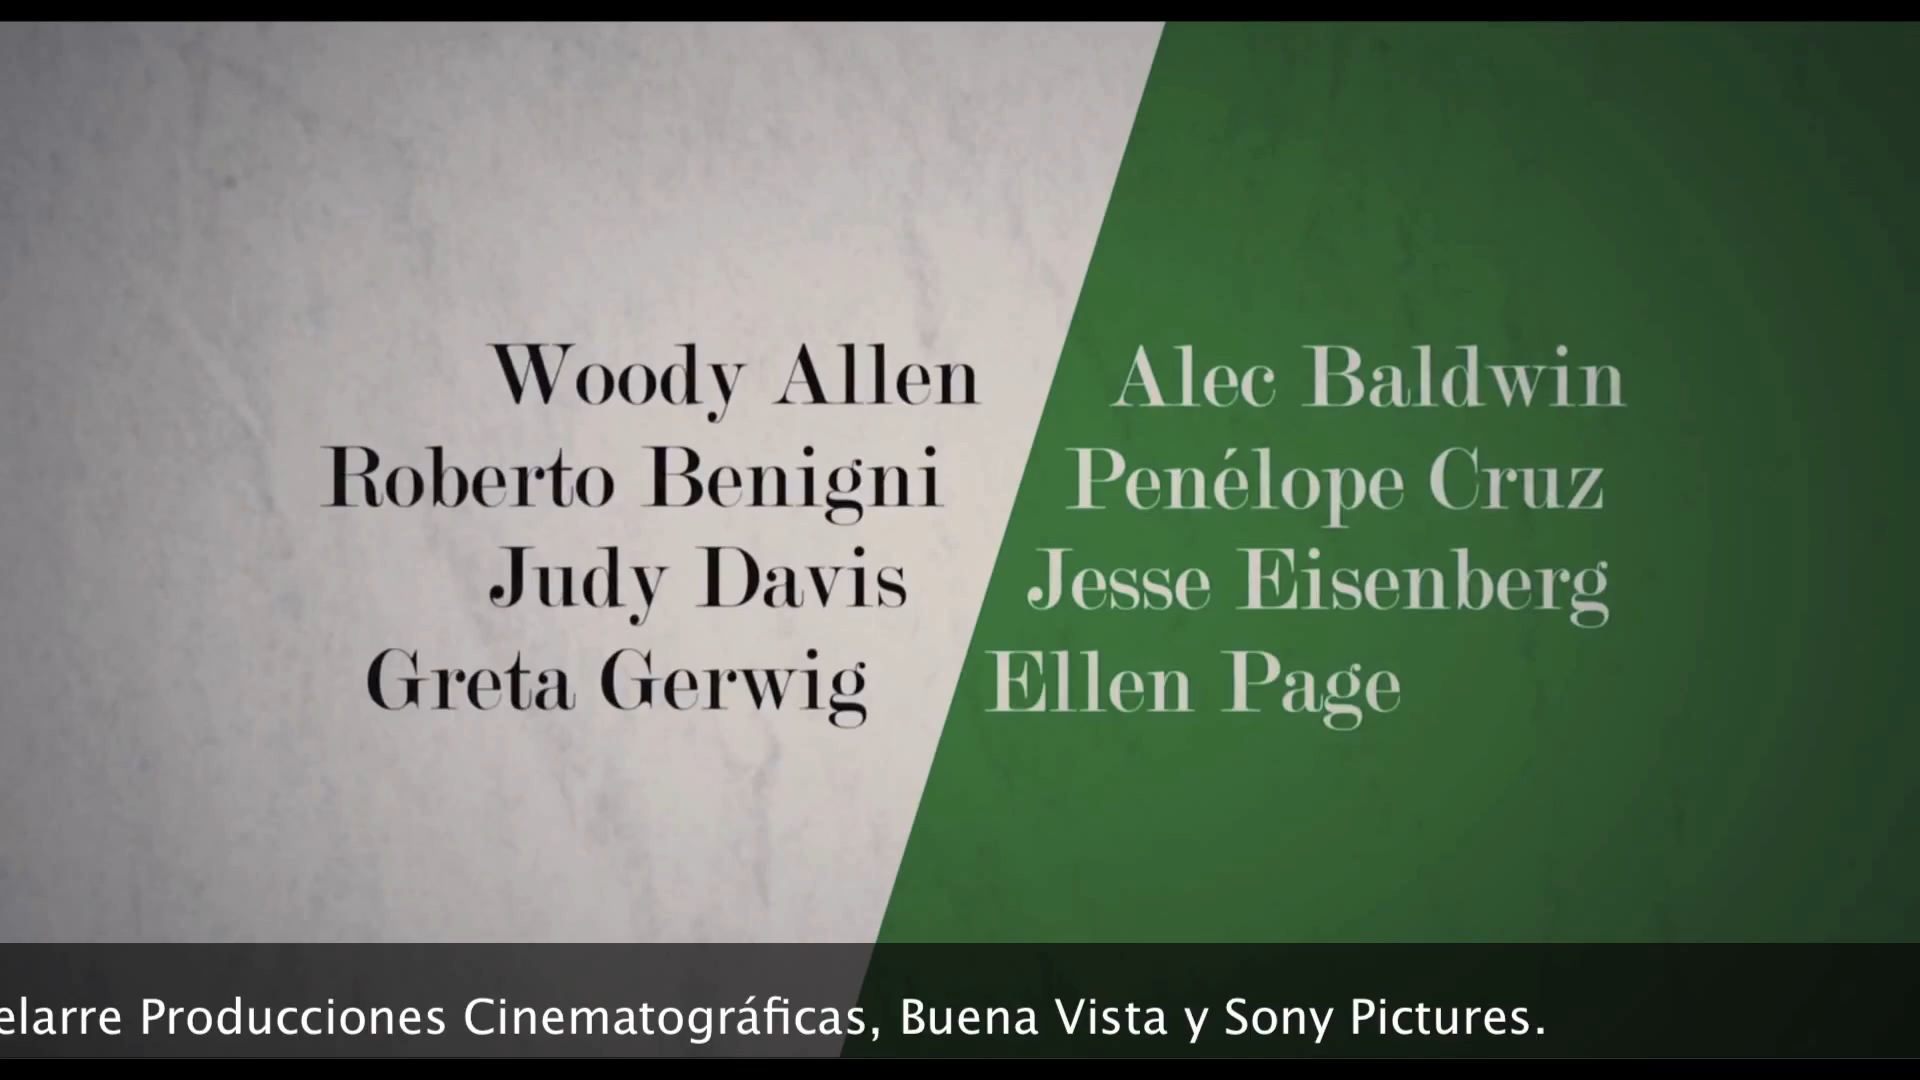 Woody Allen Alec Baldwin
Roberto Benigni Penélope Cruz
Judy Davis Jesse Eisenberg
Greta Gerwig Ellen Page
elarre Producciones Cinematográficas, Buena Vista y Sony Pictures.